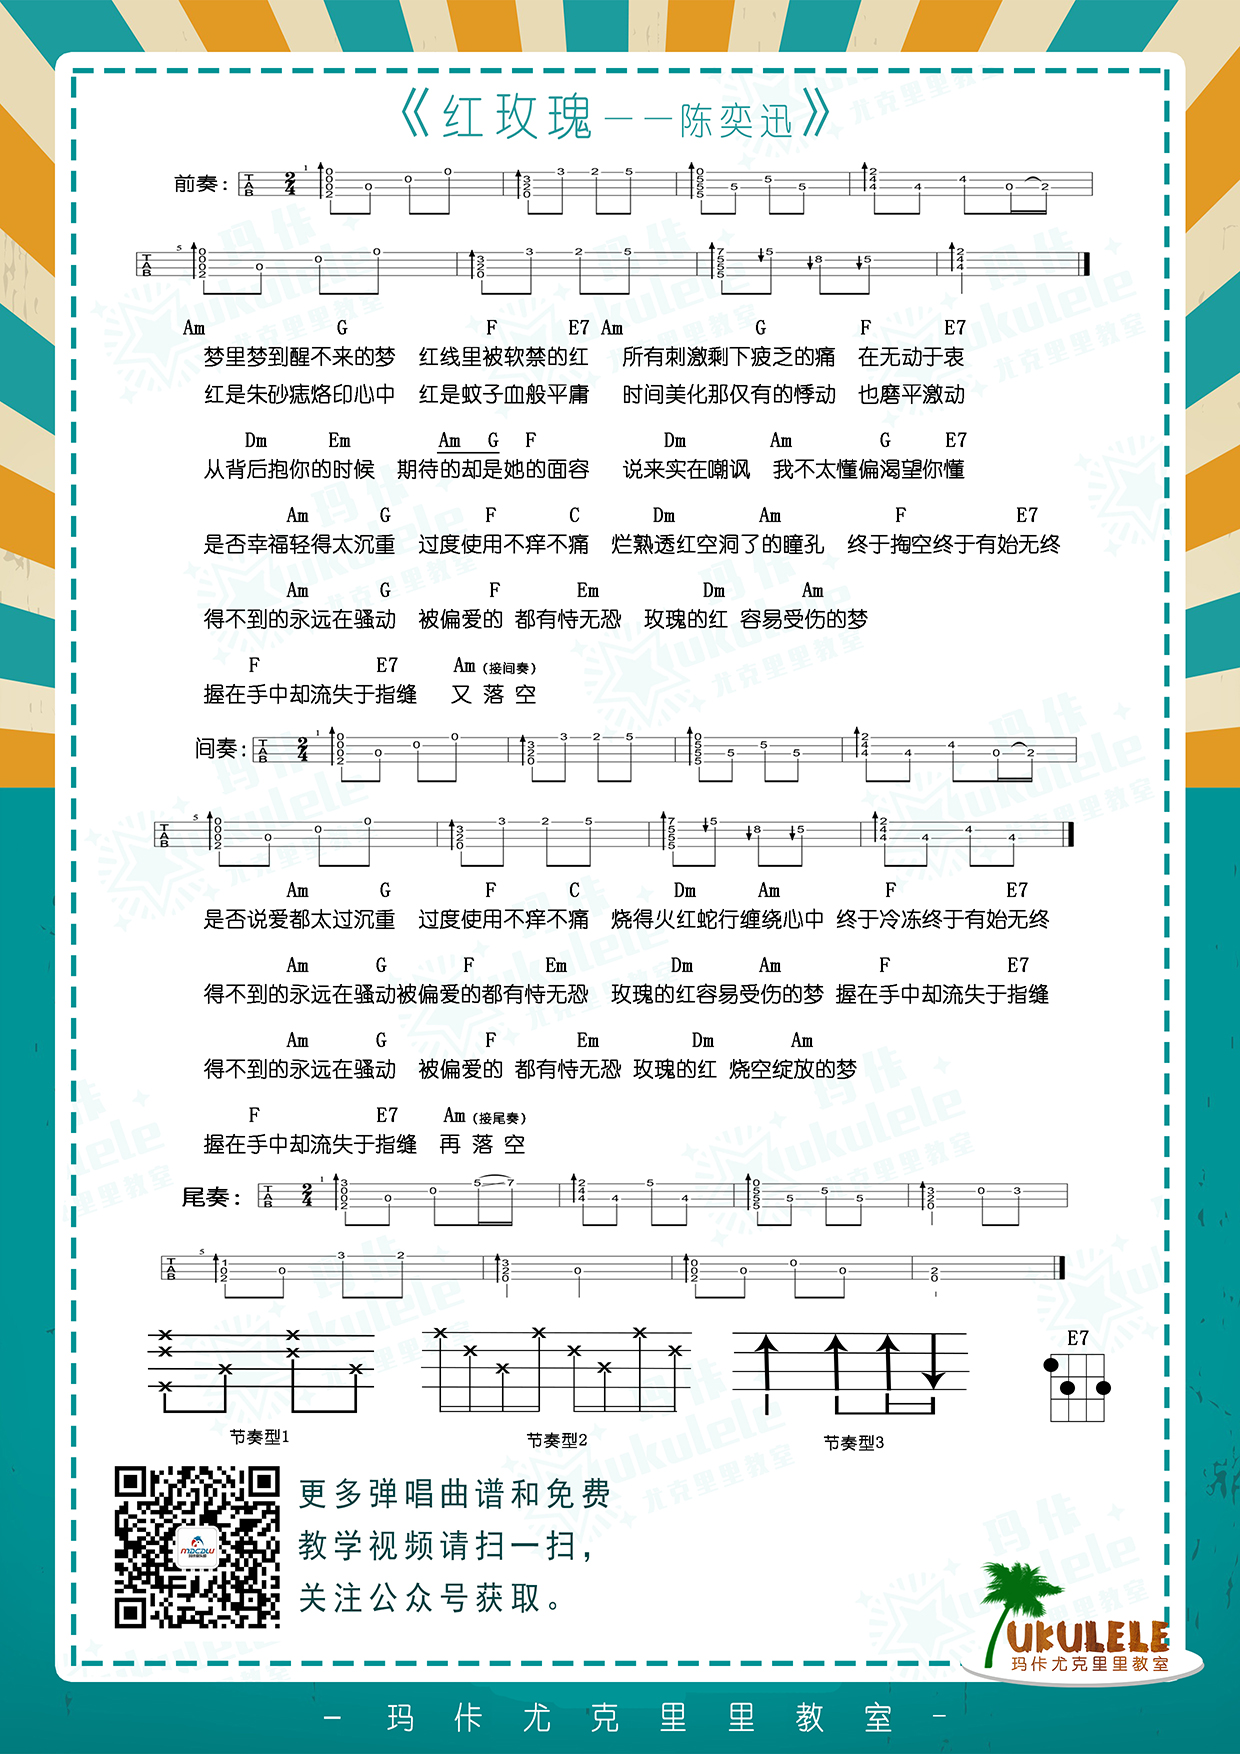 《红玫瑰——陈奕迅》
前奏:
Am G F E7 Am G F E7
梦里梦到醒不来的梦 红线里被软禁的红 所有刺激剩下疲乏的痛 在无动于衷
红是朱砂痣烙印心中 红是蚊子血般平庸 时间美化那仅有的悸动 也磨平激动
Dm Em Am G F Dm Am G E7
从背后抱你的时候 期待的却是她的面容 说来实在嘲讽 我不太懂偏渴望你懂
Am G F C Dm Am F E7
是否幸福轻得太沉重 过度使用不痒不痛 烂熟透红空洞了的瞳孔 终于掏空终于有始无终
Am G F Em Dm Am
得不到的永远在骚动 被偏爱的 都有恃无恐 玫瑰的红 容易受伤的梦
F E7 Am(接间奏)
握在手中却流失于指缝 又 落 空
间奏:
Am G F C Dm Am F E7
是否说爱都太过沉重 过度使用不痒不痛 烧得火红蛇行缠绕心中 终于冷冻终于有始无终
Am G F Em Dm Am F E7
得不到的永远在骚动被偏爱的都有恃无恐 玫瑰的红容易受伤的梦 握在手中却流失于指缝
Am G F Em Dm Am
得不到的永远在骚动 被偏爱的 都有恃无恐 玫瑰的红 烧空绽放的梦
F E7 Am(接尾奏)
握在手中却流失于指缝 再 落 空
尾奏:
E7
节奏型1 节奏型2 节奏型3
更多弹唱曲谱和免费
教学视频请扫一扫,
关注公众号获取。
macaw
UKULELE
玛佧尤克里里教室
- 玛佧尤克里里教室 -